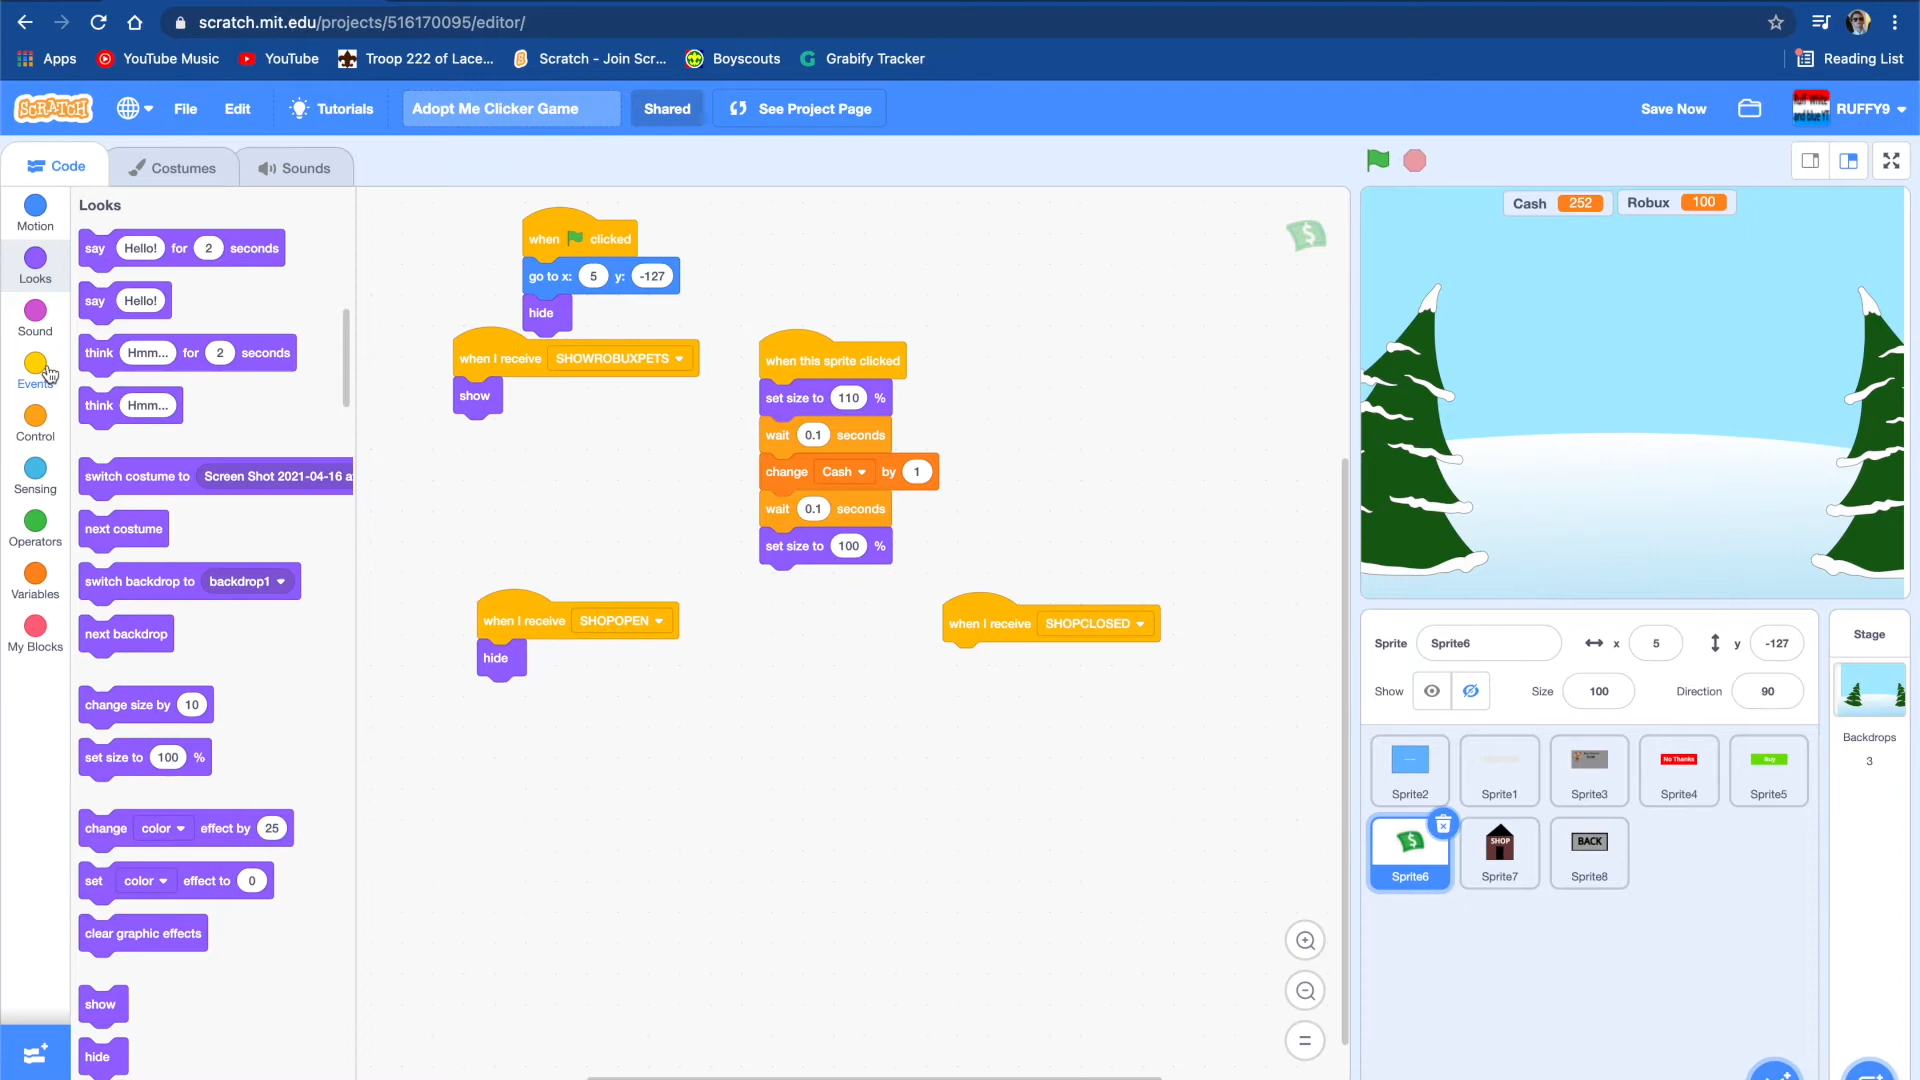 scratch.mit.edu/projects/516170095/editor/
Apps YouTube Music YouTube Troop 222 of Lace... Scratch - Join Scr... Boyscouts Grabify Tracker Reading List
SCRATCH File Edit Tutorials Adopt Me Clicker Game Shared See Project Page Save Now RUFFY9
Code Costumes Sounds
Motion
Looks
Sound
Events
Control
Sensing
Operators
Variables
My Blocks
Looks
say Hello! for 2 seconds
say Hello!
think Hmm... for 2 seconds
think Hmm...
switch costume to Screen Shot 2021-04-16 a
next costume
switch backdrop to backdrop1
next backdrop
change size by 10
set size to 100 %
change color effect by 25
set color effect to 0
clear graphic effects
show
hide
when clicked
go to x: 5 y: -127
hide
when I receive SHOWROBUXPETS
show
when this sprite clicked
set size to 110 %
wait 0.1 seconds
change Cash by 1
wait 0.1 seconds
set size to 100 %
when I receive SHOPOPEN
hide
when I receive SHOPCLOSED
Cash 252 Robux 100
Sprite Sprite6 x 5 y -127
Show Size 100 Direction 90
Sprite2 Sprite1 Sprite3
No Thanks
Sprite4
Buy
Sprite5
Sprite6
SHOP
Sprite7
BACK
Sprite8
Stage
Backdrops
3